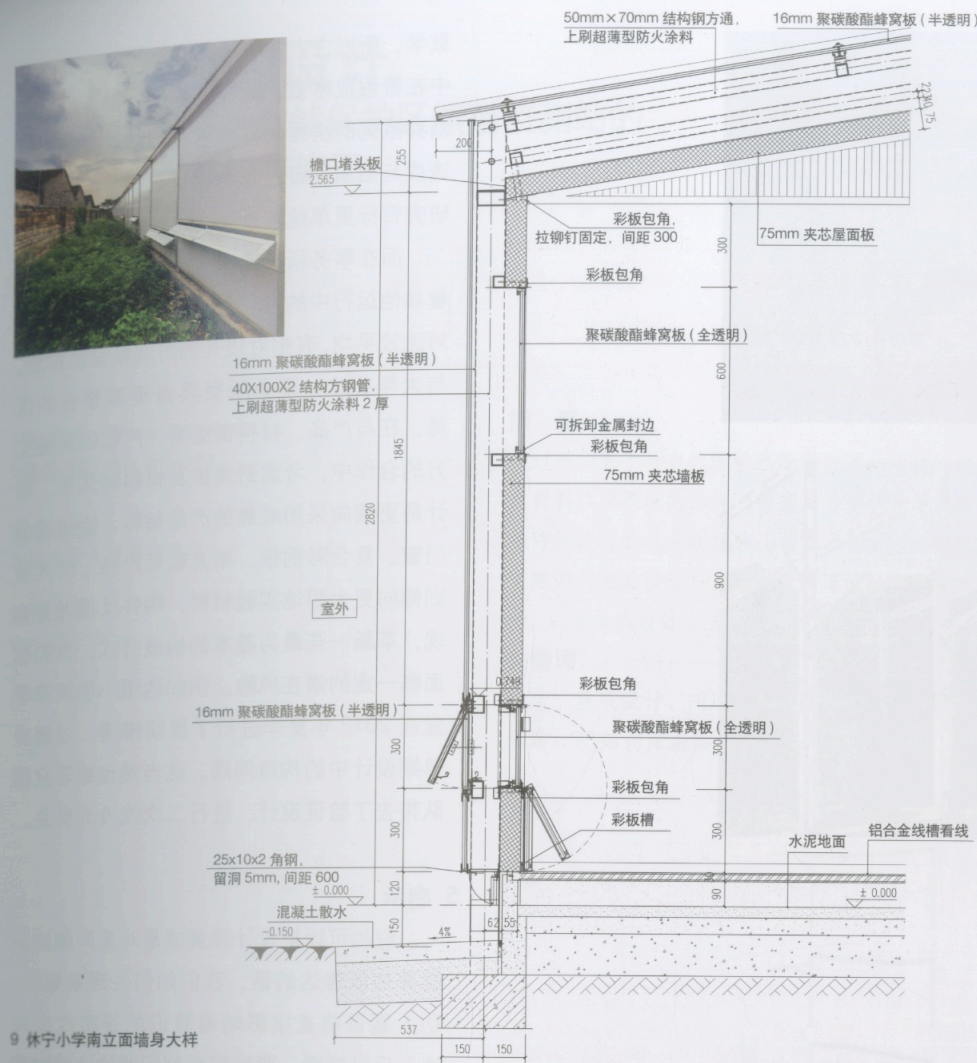 50mm×70mm 结构钢方通,
上刷超薄型防火涂料
16mm 聚碳酸酯蜂窝板(半透明)
75
200
255
檐口堵头板
2.565
彩板包角,
拉铆钉固定, 间距 300
75mm 夹芯屋面板
300
彩板包角
聚碳酸酯蜂窝板(全透明)
16mm 聚碳酸酯蜂窝板(半透明)
40X100X2 结构方钢管,
上刷超薄型防火涂料 2 厚
600
可拆卸金属封边
彩板包角
1845
75mm 夹芯墙板
2820
900
室外
彩板包角
16mm 聚碳酸酯蜂窝板(半透明)
聚碳酸酯蜂窝板(全透明)
300
300
彩板包角
彩板槽
300
300
水泥地面
铝合金线槽看线
25x10x2 角钢,
留洞 5mm, 间距 600
± 0.000
120
90
± 0.000
混凝土散水
-0.150
4%
150
62
55
537
150
150
9 休宁小学南立面墙身大样